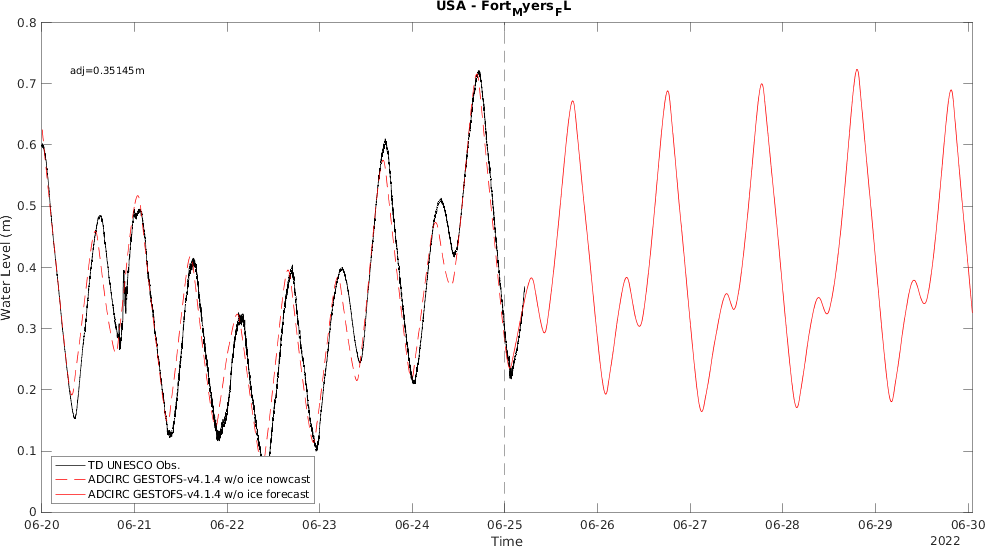 USA - Fort_Myers_FL
0.8
0.7
0.6
0.5
0.4
0.3
0.2
0.1
0
Water Level (m)
adj=0.35145m
TD UNESCO Obs.
ADCIRC GESTOFS-v4.1.4 w/o ice nowcast
ADCIRC GESTOFS-v4.1.4 w/o ice forecast
06-20 06-21 06-22 06-23 06-24 06-25 06-26 06-27 06-28 06-29 06-30
Time
2022